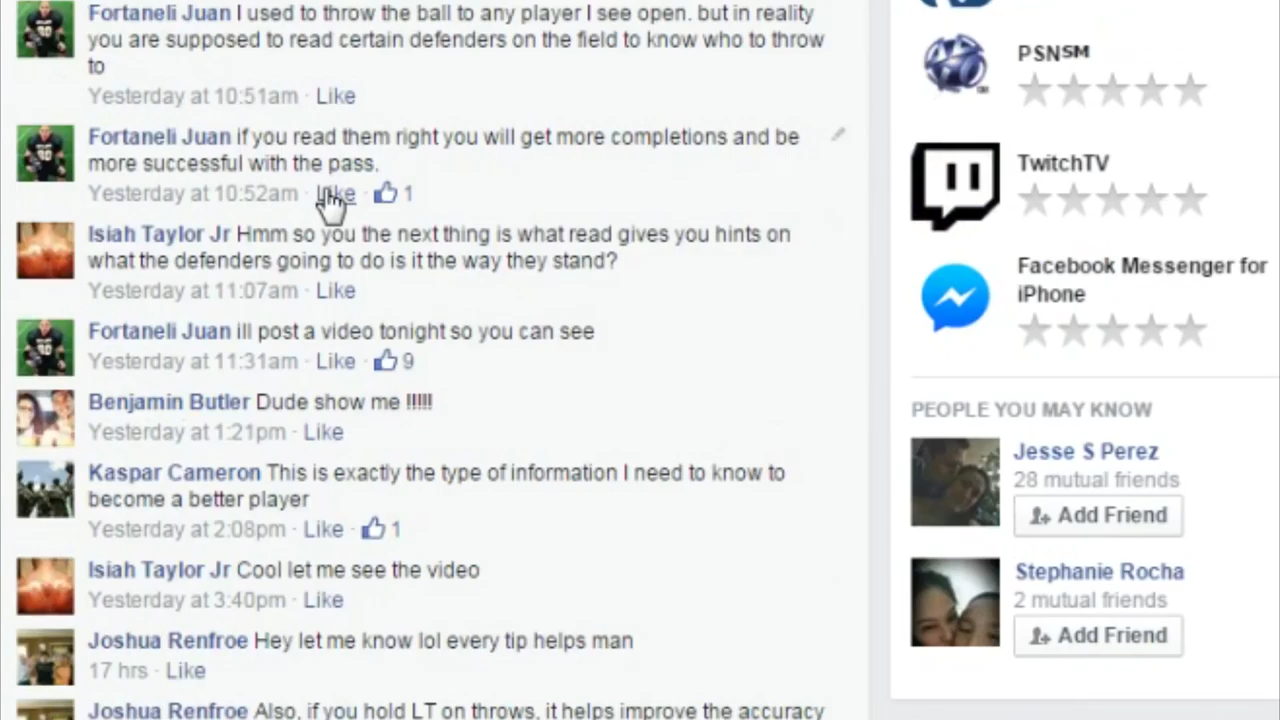 Fortaneli Juan I used to throw the ball to any player I see open. but in reality
you are supposed to read certain defenders on the field to know who to throw
to
Yesterday at 10:51am · Like
Fortaneli Juan if you read them right you will get more completions and be
more successful with the pass.
Yesterday at 10:52am · Like · 1
Isiah Taylor Jr Hmm so you the next thing is what read gives you hints on
what the defenders going to do is it the way they stand?
Yesterday at 11:07am · Like
Fortaneli Juan ill post a video tonight so you can see
Yesterday at 11:31am · Like · 9
Benjamin Butler Dude show me !!!!!
Yesterday at 1:21pm · Like
Kaspar Cameron This is exactly the type of information I need to know to
become a better player
Yesterday at 2:08pm · Like · 1
Isiah Taylor Jr Cool let me see the video
Yesterday at 3:40pm · Like
Joshua Renfroe Hey let me know lol every tip helps man
17 hrs · Like
Joshua Renfroe Also, if you hold LT on throws, it helps improve the accuracy
PSN℠
TwitchTV
Facebook Messenger for
iPhone
PEOPLE YOU MAY KNOW
Jesse S Perez
28 mutual friends
Add Friend
Stephanie Rocha
2 mutual friends
Add Friend